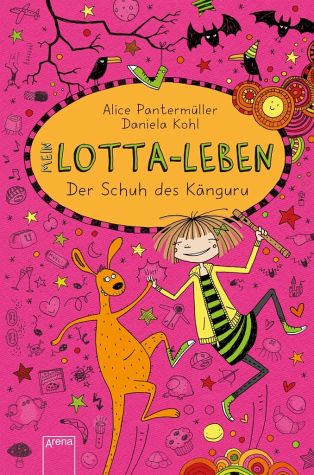 Alice Pantermüller
Daniela Kohl
MEIN
LOTTA-LEBEN
Der Schuh des Känguru
Arena